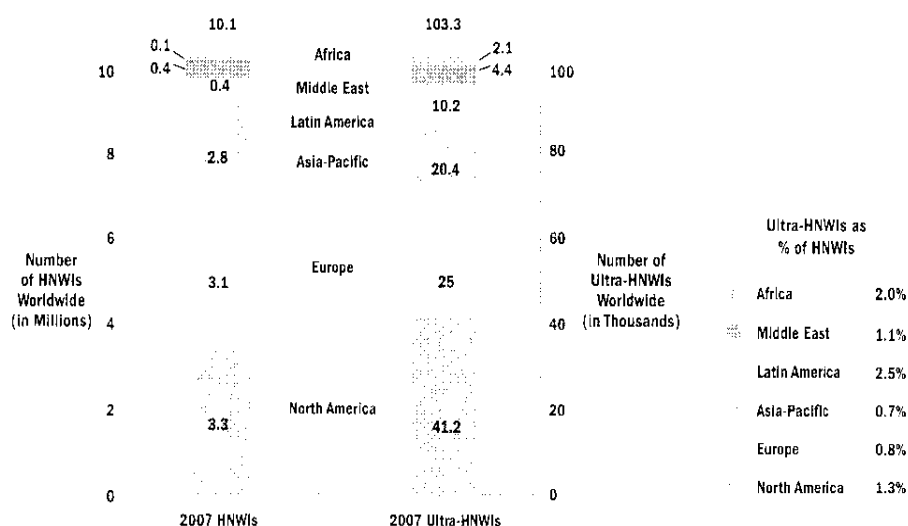 10.1
103.3
0.1
Africa
2.1
10
0.4
4.4
100
0.4
Middle East
10.2
Latin America
8
2.8
Asia-Pacific
20.4
80
6
60
Ultra-HNWIs as
% of HNWIs
Number
of HNWIs
Worldwide
(in Millions)
3.1
Europe
25
Number of
Ultra-HNWIs
Worldwide
(in Thousands)
Africa 2.0%
4
40
Middle East 1.1%
Latin America 2.5%
2
3.3
North America
41.2
20
Asia-Pacific 0.7%
Europe 0.8%
0
0
North America 1.3%
2007 HNWIs
2007 Ultra-HNWIs